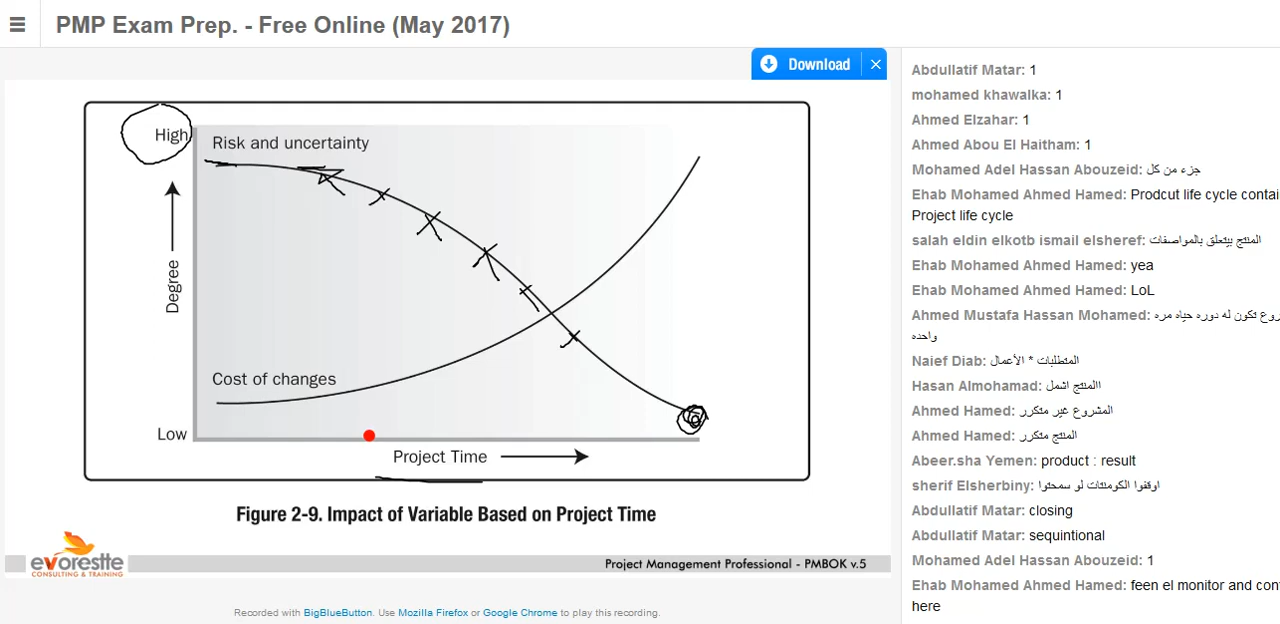 PMP Exam Prep. - Free Online (May 2017)
Download
High
Risk and uncertainty
Degree
Cost of changes
Low
Project Time
Figure 2-9. Impact of Variable Based on Project Time
evorestte
CONSULTING & TRAINING
Project Management Professional - PMBOK v.5
Recorded with BigBlueButton. Use Mozilla Firefox or Google Chrome to play this recording.
Abdullatif Matar: 1
mohamed khawalka: 1
Ahmed Elzahar: 1
Ahmed Abou El Haitham: 1
Mohamed Adel Hassan Abouzeid: جزء من كل
Ehab Mohamed Ahmed Hamed: Prodcut life cycle contai
Project life cycle
salah eldin elkotb ismail elsheref: المنتج بيتعلق بالمواصفات
Ehab Mohamed Ahmed Hamed: yea
Ehab Mohamed Ahmed Hamed: LoL
Ahmed Mustafa Hassan Mohamed: روع تكون له دوره حياه مره
واحده
Naief Diab: المتطلبات * الأعمال
Hasan Almohamad: االمنتج اشمل
Ahmed Hamed: المشروع غير متكرر
Ahmed Hamed: المنتج متكرر
Abeer.sha Yemen: product : result
sherif Elsherbiny: اوقفوا الكومنتات لو سمحتوا
Abdullatif Matar: closing
Abdullatif Matar: sequintional
Mohamed Adel Hassan Abouzeid: 1
Ehab Mohamed Ahmed Hamed: feen el monitor and con
here